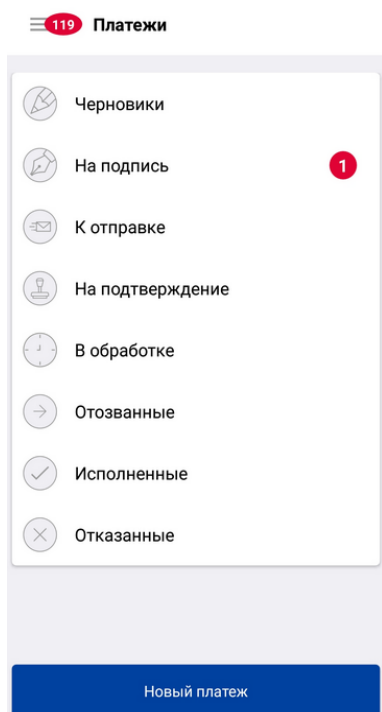 119 Платежи
Черновики
На подпись 1
К отправке
На подтверждение
В обработке
Отозванные
Исполненные
Отказанные
Новый платеж